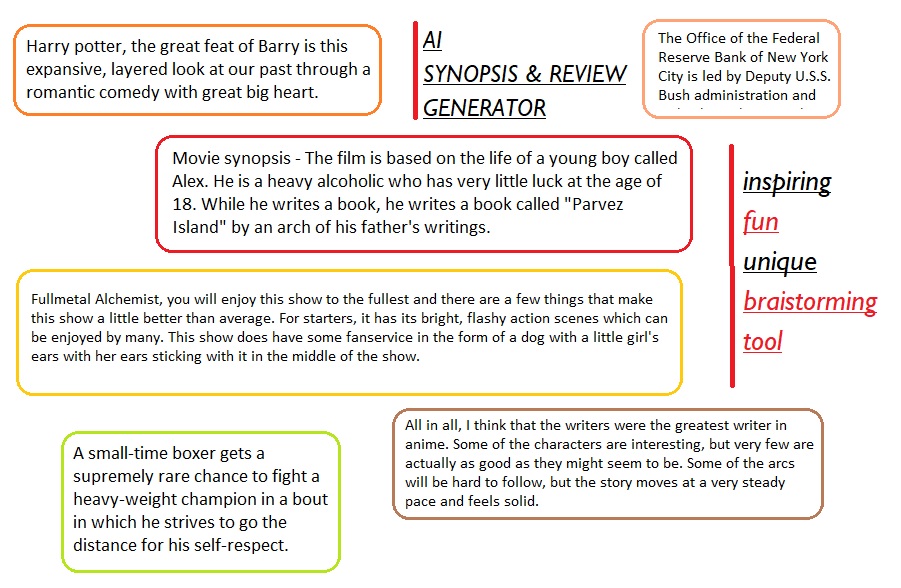 Harry potter, the great feat of Barry is this
expansive, layered look at our past through a
romantic comedy with great big heart.
AI
SYNOPSIS & REVIEW
GENERATOR
The Office of the Federal
Reserve Bank of New York
City is led by Deputy U.S.S.
Bush administration and
Movie synopsis - The film is based on the life of a young boy called
Alex. He is a heavy alcoholic who has very little luck at the age of
18. While he writes a book, he writes a book called "Parvez
Island" by an arch of his father's writings.
inspiring
fun
unique
braistorming
tool
Fullmetal Alchemist, you will enjoy this show to the fullest and there are a few things that make
this show a little better than average. For starters, it has its bright, flashy action scenes which can
be enjoyed by many. This show does have some fanservice in the form of a dog with a little girl's
ears with her ears sticking with it in the middle of the show.
A small-time boxer gets a
supremely rare chance to fight a
heavy-weight champion in a bout
in which he strives to go the
distance for his self-respect.
All in all, I think that the writers were the greatest writer in
anime. Some of the characters are interesting, but very few are
actually as good as they might seem to be. Some of the arcs
will be hard to follow, but the story moves at a very steady
pace and feels solid.